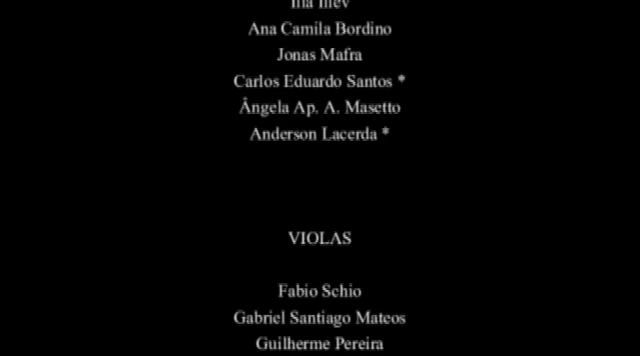 Ana Camila Bordino
Jonas Mafra
Carlos Eduardo Santos *
Ângela Ap. A. Masetto
Anderson Lacerda *
VIOLAS
Fabio Schio
Gabriel Santiago Mateos
Guilherme Pereira